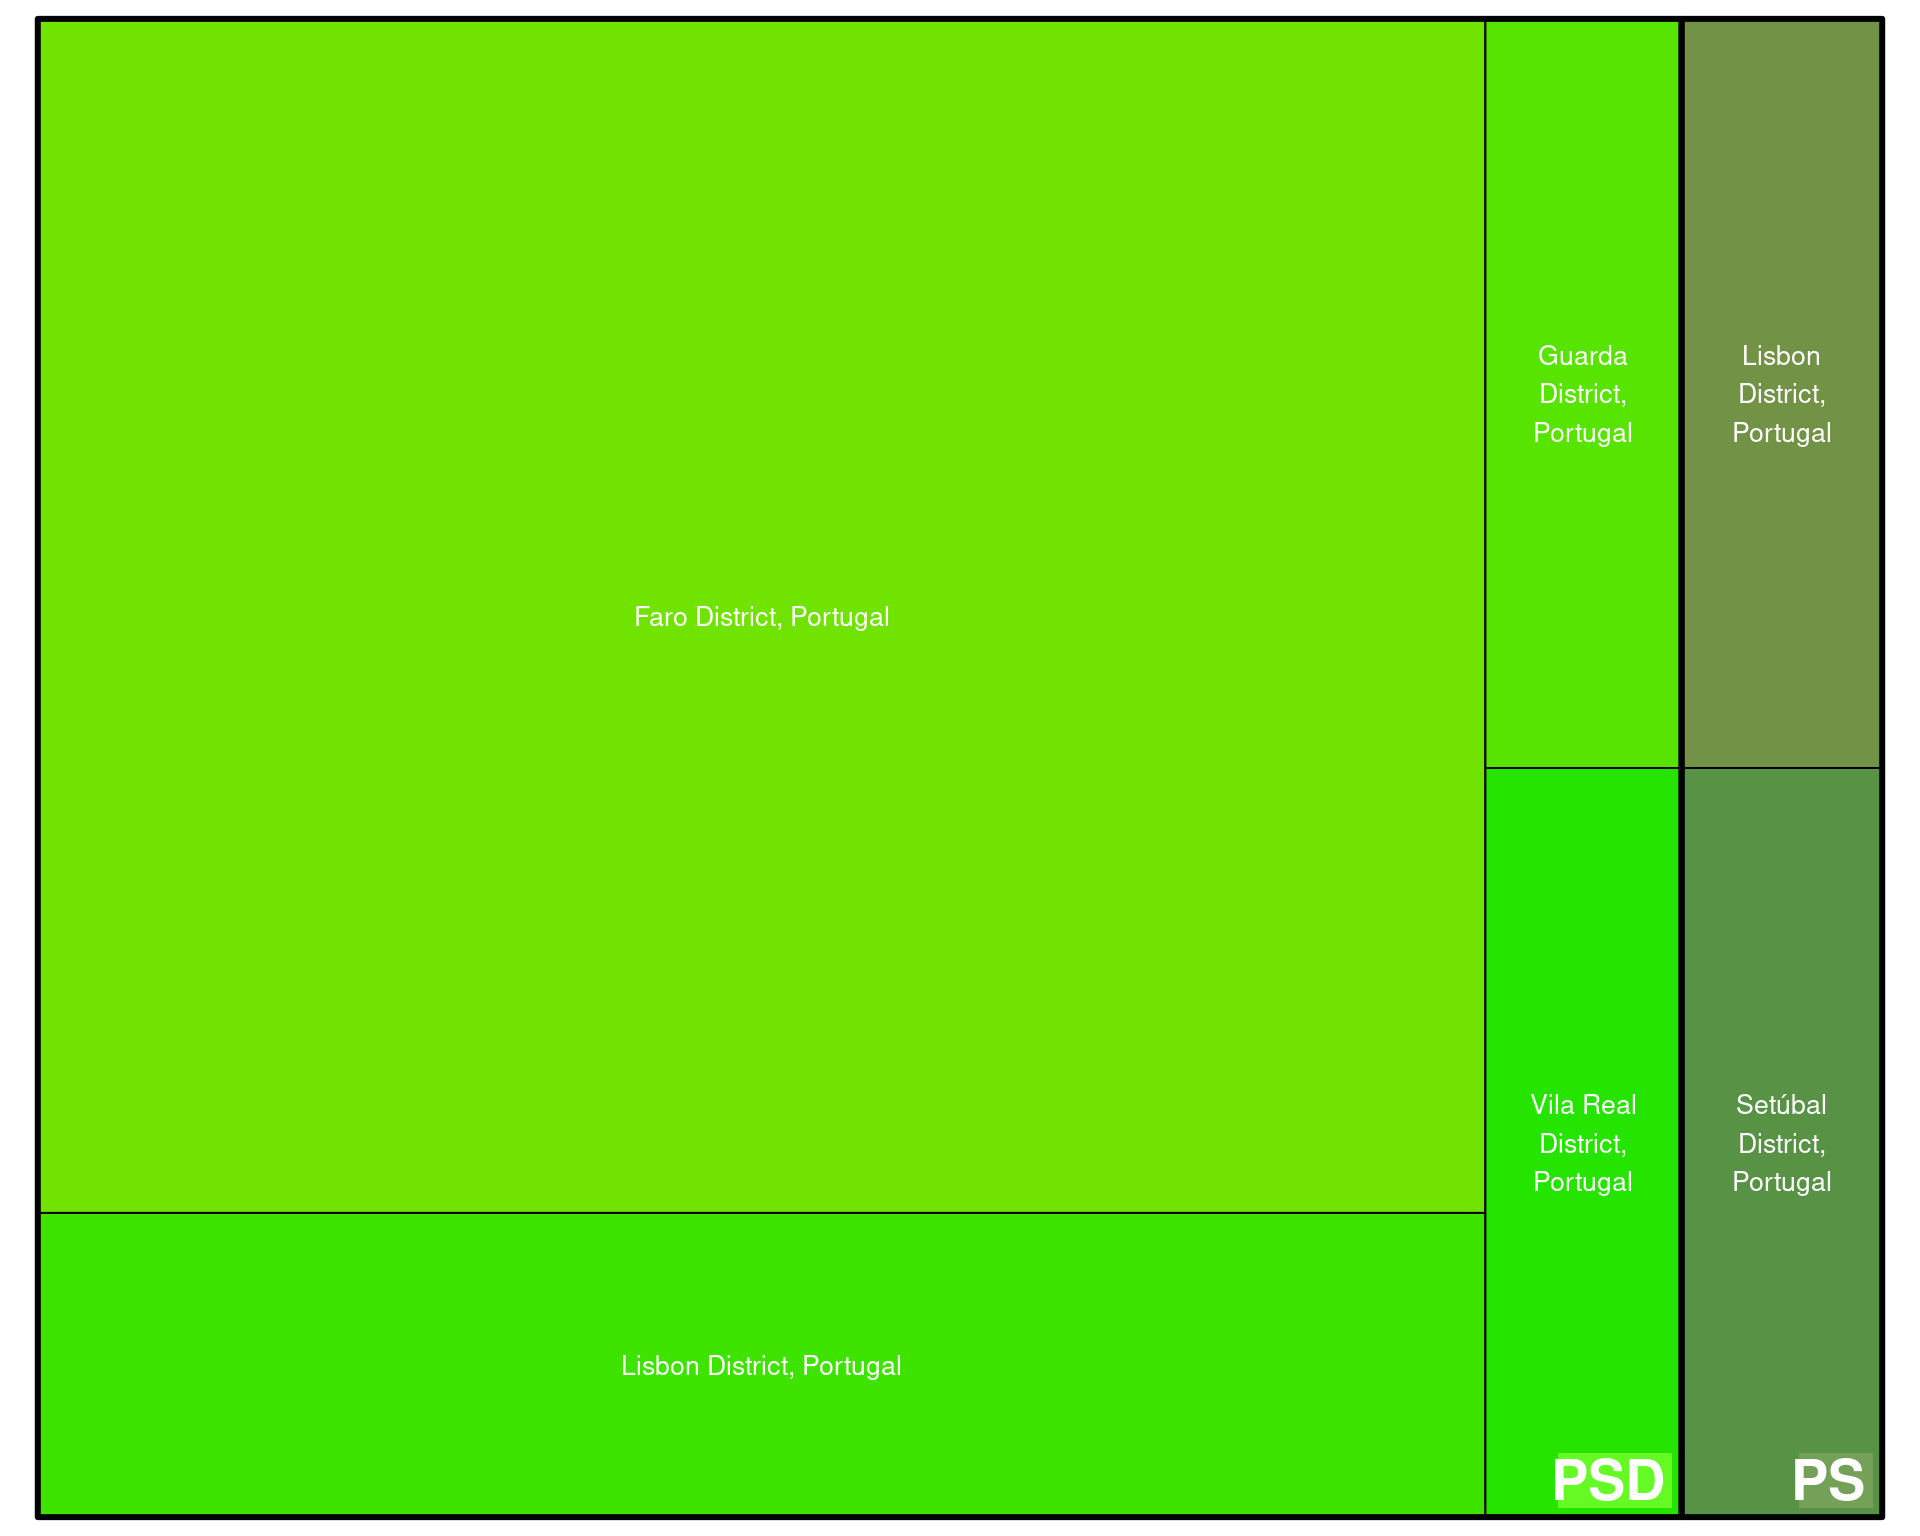 Faro District, Portugal
Lisbon District, Portugal
Guarda
District,
Portugal
Vila Real
District,
Portugal
PSD
Lisbon
District,
Portugal
Setúbal
District,
Portugal
PS